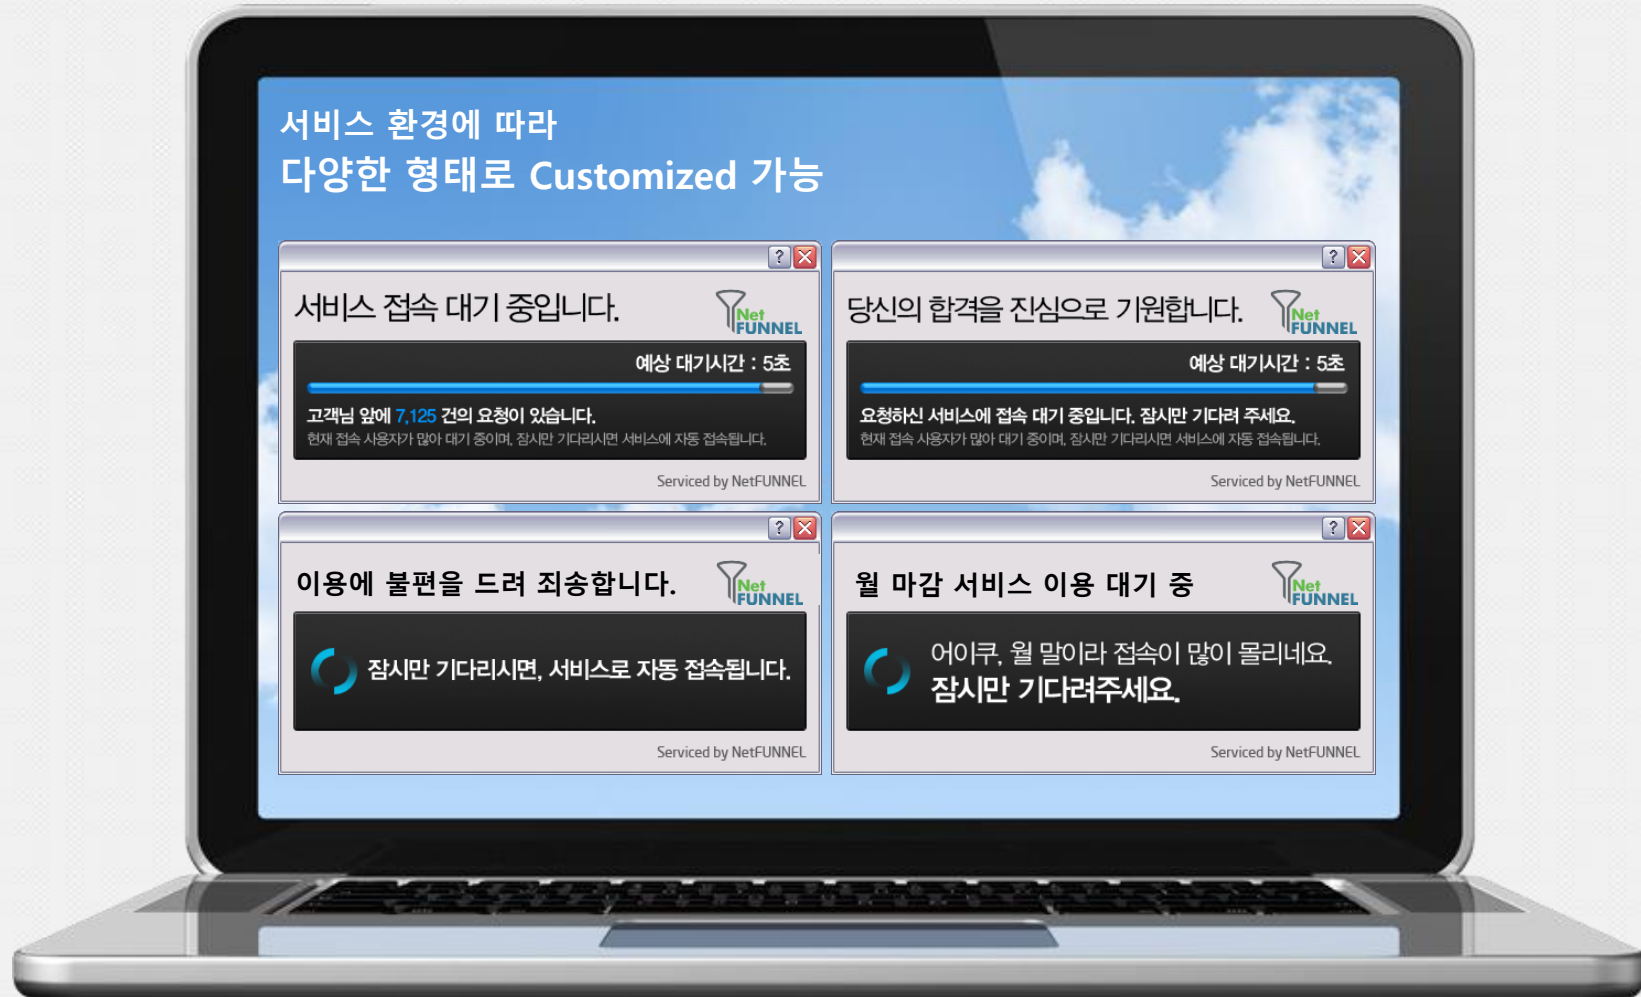 서비스 환경에 따라
다양한 형태로 Customized 가능
서비스 접속 대기 중입니다.
Net
FUNNEL
예상 대기시간 : 5초
고객님 앞에 7,125 건의 요청이 있습니다.
현재 접속 사용자가 많아 대기 중이며, 잠시만 기다리시면 서비스에 자동 접속됩니다.
Serviced by NetFUNNEL
당신의 합격을 진심으로 기원합니다.
Net
FUNNEL
예상 대기시간 : 5초
요청하신 서비스에 접속 대기 중입니다. 잠시만 기다려 주세요.
현재 접속 사용자가 많아 대기 중이며, 잠시만 기다리시면 서비스에 자동 접속됩니다.
Serviced by NetFUNNEL
이용에 불편을 드려 죄송합니다.
Net
FUNNEL
잠시만 기다리시면, 서비스로 자동 접속됩니다.
Serviced by NetFUNNEL
월 마감 서비스 이용 대기 중
Net
FUNNEL
어이쿠, 월 말이라 접속이 많이 몰리네요.
잠시만 기다려주세요.
Serviced by NetFUNNEL